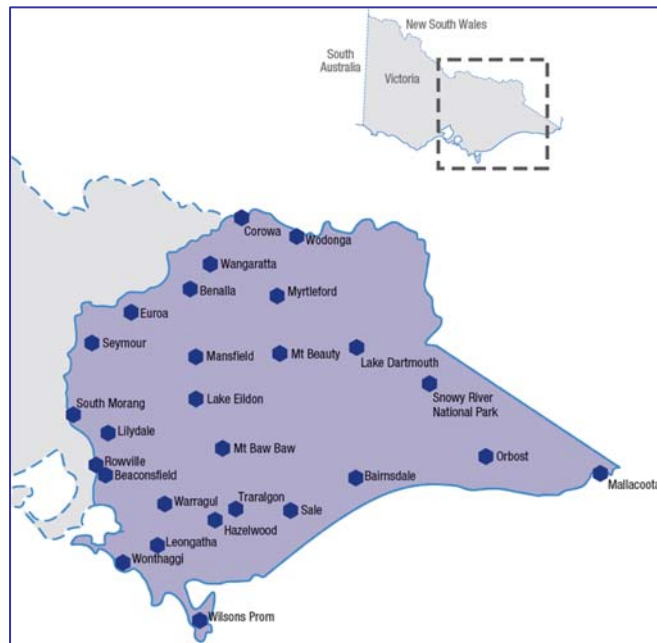 New South Wales
South
Australia
Victoria
Corowa
Wodonga
Wangaratta
Benalla
Myrtleford
Euroa
Seymour
Mansfield
Mt Beauty
Lake Dartmouth
Lake Eildon
Snowy River
National Park
South Morang
Lilydale
Mt Baw Baw
Orbost
Rowville
Beaconsfield
Bairnsdale
Mallacoota
Warragul
Traralgon
Sale
Hazelwood
Leongatha
Wonthaggi
Wilsons Prom